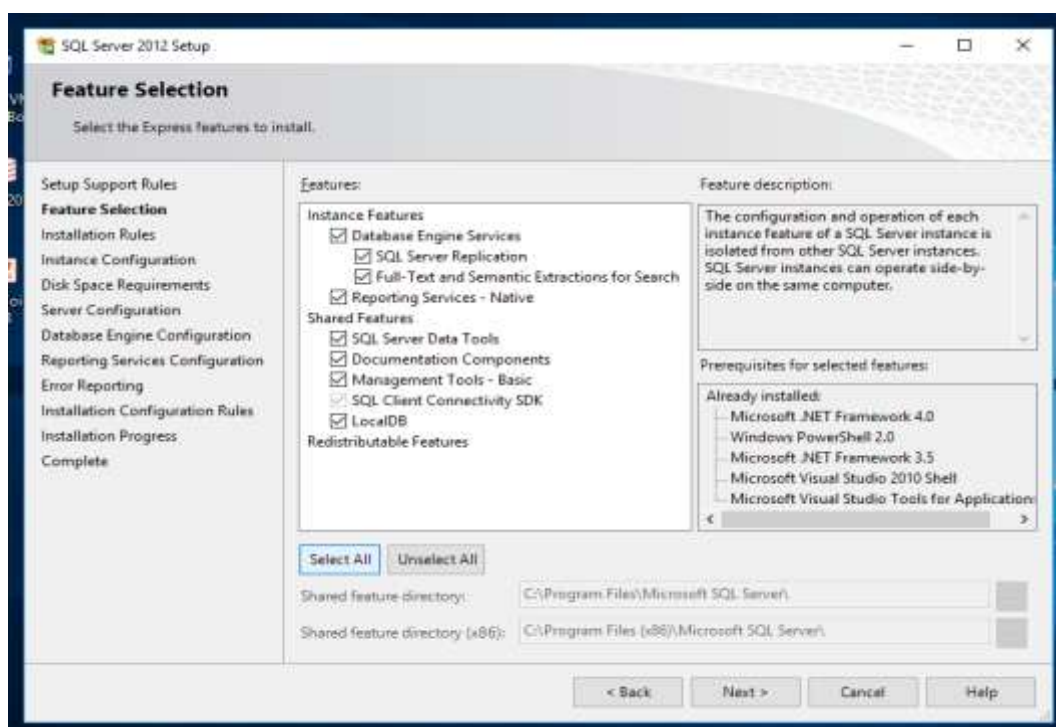 SQL Server 2012 Setup
Feature Selection
Select the Express features to install.
Setup Support Rules
Feature Selection
Installation Rules
Instance Configuration
Disk Space Requirements
Server Configuration
Database Engine Configuration
Reporting Services Configuration
Error Reporting
Installation Configuration Rules
Installation Progress
Complete
Features:
Instance Features
Database Engine Services
SQL Server Replication
Full-Text and Semantic Extractions for Search
Reporting Services - Native
Shared Features
SQL Server Data Tools
Documentation Components
Management Tools - Basic
SQL Client Connectivity SDK
LocalDB
Redistributable Features
Feature description:
The configuration and operation of each
instance feature of a SQL Server instance is
isolated from other SQL Server instances.
SQL Server instances can operate side-by-
side on the same computer.
Prerequisites for selected features:
Already installed:
Microsoft .NET Framework 4.0
Windows PowerShell 2.0
Microsoft .NET Framework 3.5
Microsoft Visual Studio 2010 Shell
Microsoft Visual Studio Tools for Application
Select All
Unselect All
Shared feature directory:
C:\Program Files\Microsoft SQL Server\
Shared feature directory (x86):
C:\Program Files (x86)\Microsoft SQL Server\
< Back
Next >
Cancel
Help